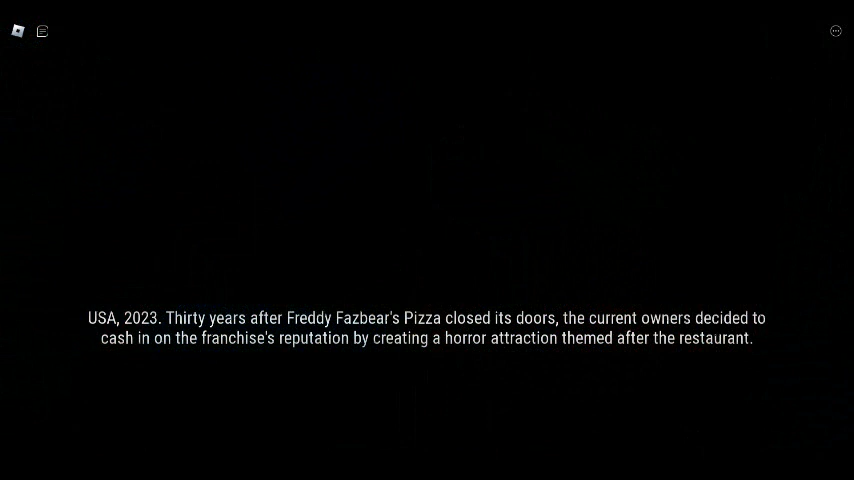 USA, 2023. Thirty years after Freddy Fazbear's Pizza closed its doors, the current owners decided to
cash in on the franchise's reputation by creating a horror attraction themed after the restaurant.